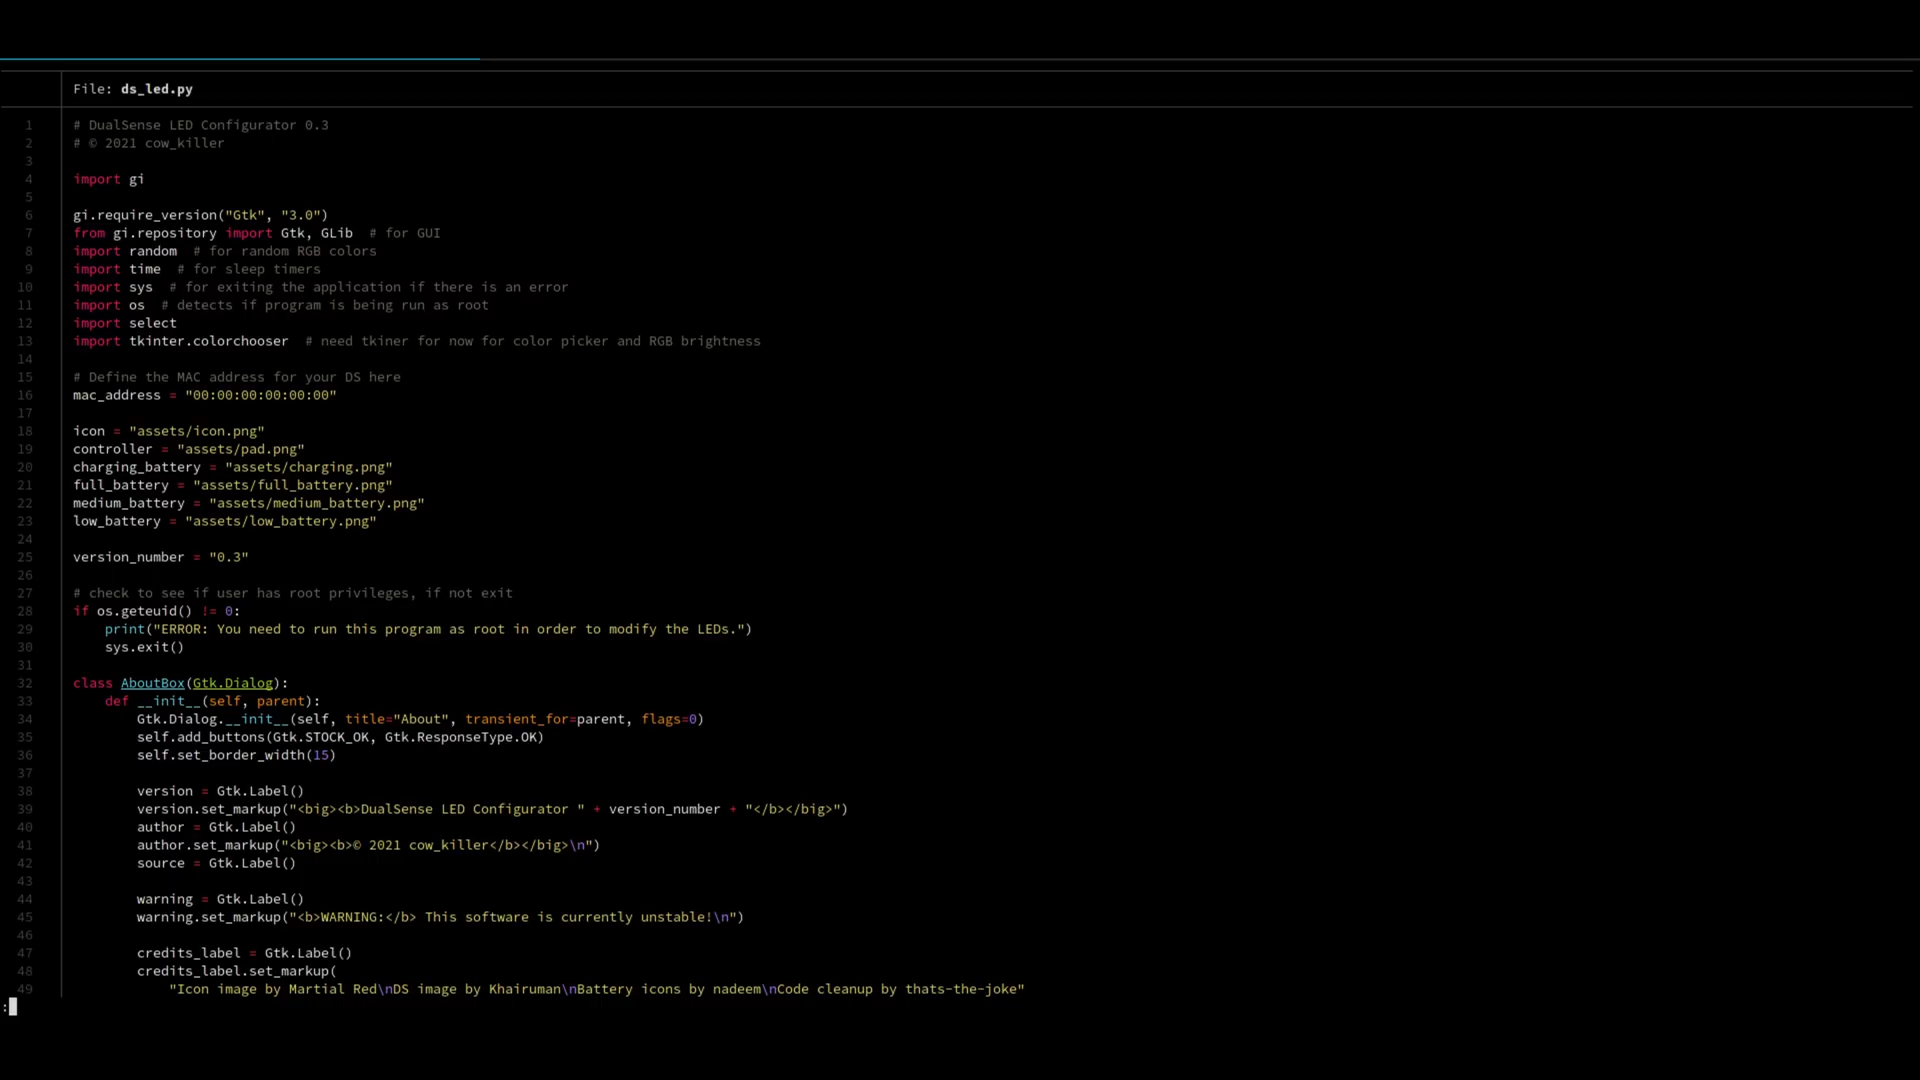 File: ds_led.py
1 # DualSense LED Configurator 0.3
2 # © 2021 cow_killer
3
4 import gi
5
6 gi.require_version("Gtk", "3.0")
7 from gi.repository import Gtk, GLib  # for GUI
8 import random  # for random RGB colors
9 import time  # for sleep timers
10 import sys  # for exiting the application if there is an error
11 import os  # detects if program is being run as root
12 import select
13 import tkinter.colorchooser  # need tkiner for now for color picker and RGB brightness
14
15 # Define the MAC address for your DS here
16 mac_address = "00:00:00:00:00:00"
17
18 icon = "assets/icon.png"
19 controller = "assets/pad.png"
20 charging_battery = "assets/charging.png"
21 full_battery = "assets/full_battery.png"
22 medium_battery = "assets/medium_battery.png"
23 low_battery = "assets/low_battery.png"
24
25 version_number = "0.3"
26
27 # check to see if user has root privileges, if not exit
28 if os.geteuid() != 0:
29     print("ERROR: You need to run this program as root in order to modify the LEDs.")
30     sys.exit()
31
32 class AboutBox(Gtk.Dialog):
33     def __init__(self, parent):
34         Gtk.Dialog.__init__(self, title="About", transient_for=parent, flags=0)
35         self.add_buttons(Gtk.STOCK_OK, Gtk.ResponseType.OK)
36         self.set_border_width(15)
37
38         version = Gtk.Label()
39         version.set_markup("<big><b>DualSense LED Configurator " + version_number + "</b></big>")
40         author = Gtk.Label()
41         author.set_markup("<big><b>© 2021 cow_killer</b></big>\n")
42         source = Gtk.Label()
43
44         warning = Gtk.Label()
45         warning.set_markup("<b>WARNING:</b> This software is currently unstable!\n")
46
47         credits_label = Gtk.Label()
48         credits_label.set_markup(
49             "Icon image by Martial Red\nDS image by Khairuman\nBattery icons by nadeem\nCode cleanup by thats-the-joke"
: